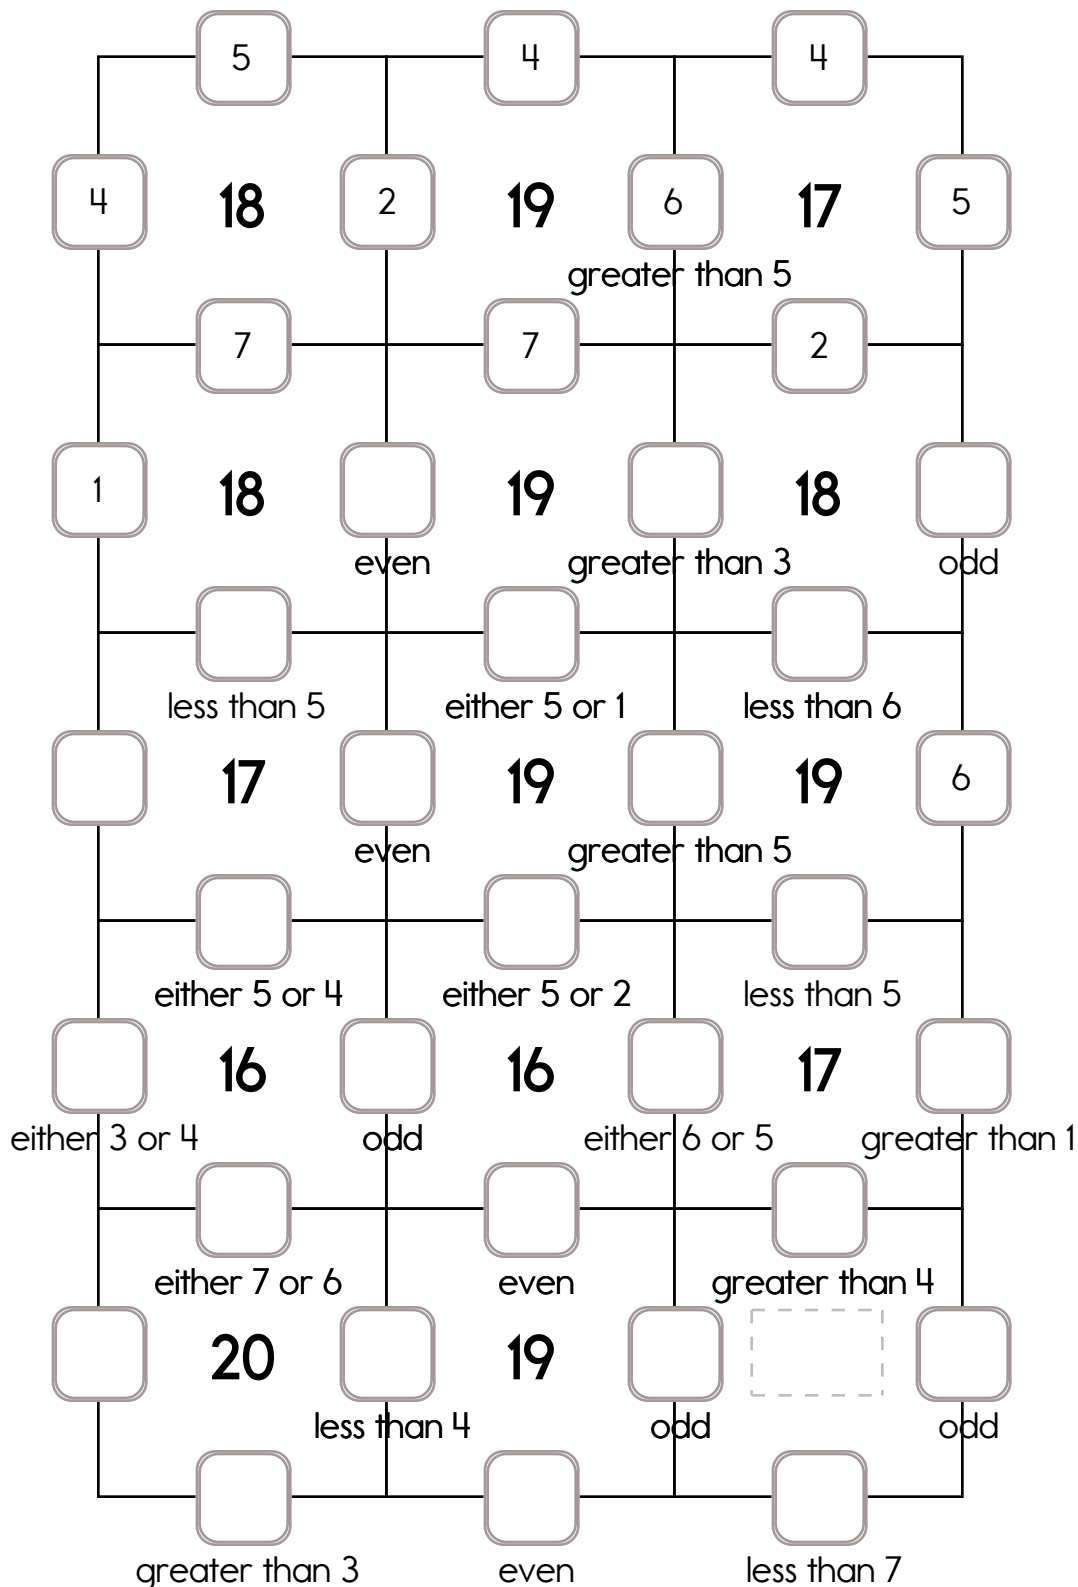 5 4 4
4 18 2 19 6 17 5
greater than 5
7 7 2
1 18 19 18
even greater than 3 odd
less than 5 either 5 or 1 less than 6
17 19 19 6
even greater than 5
either 5 or 4 either 5 or 2 less than 5
16 16 17
either 3 or 4 odd either 6 or 5 greater than 1
either 7 or 6 even greater than 4
20 19
less than 4 odd odd
greater than 3 even less than 7